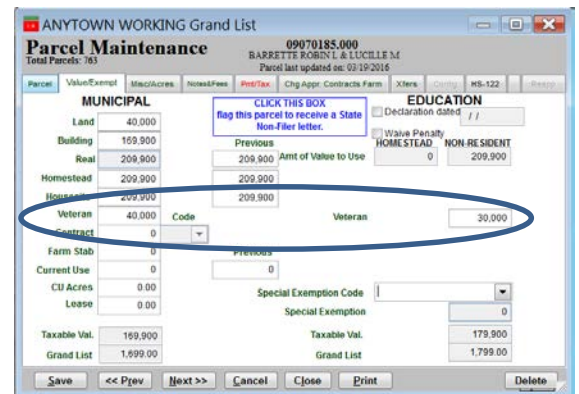 ANYTOWN WORKING Grand List
Parcel Maintenance 09070185.000
Total Parcels: 763 BARRETTE ROBIN L & LUCILLE M
Parcel last updated on: 03/19/2016
Parcel Value/Exempt Misc/Acres Notes&Fees Pmt/Tax Chg Appr. Contracts Farm Xfers Config HS-122 Reapp
MUNICIPAL CLICK THIS BOX EDUCATION
flag this parcel to receive a State Declaration dated / /
Non-Filer letter.
Land 40,000 Waive Penalty
Building 169,900 Previous HOMESTEAD NON-RESIDENT
Real 209,900 209,900 Amt of Value to Use 0 209,900
Homestead 209,900 209,900
Housesite 209,900 209,900
Veteran 40,000 Code Veteran 30,000
Contract 0
Farm Stab 0 Previous
Current Use 0 0
CU Acres 0.00 Special Exemption Code
Lease 0.00 Special Exemption 0
Taxable Val. 169,900 Taxable Val. 179,900
Grand List 1,699.00 Grand List 1,799.00
Save << Prev Next >> Cancel Close Print Delete